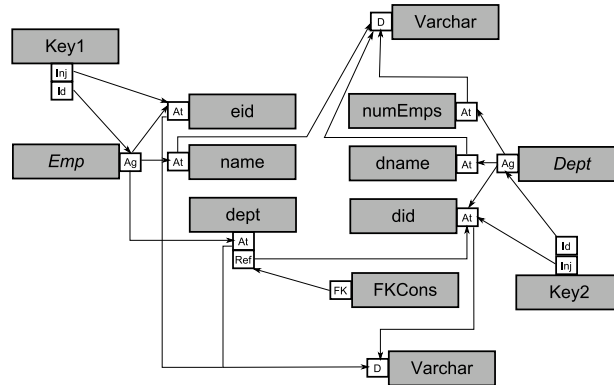 D Varchar
Key1
Inj
Id
At eid
numEmps At
Emp Ag
At name
dname At
Ag Dept
dept
did At
At
Ref
Id
Inj
FK FKCons
Key2
D Varchar